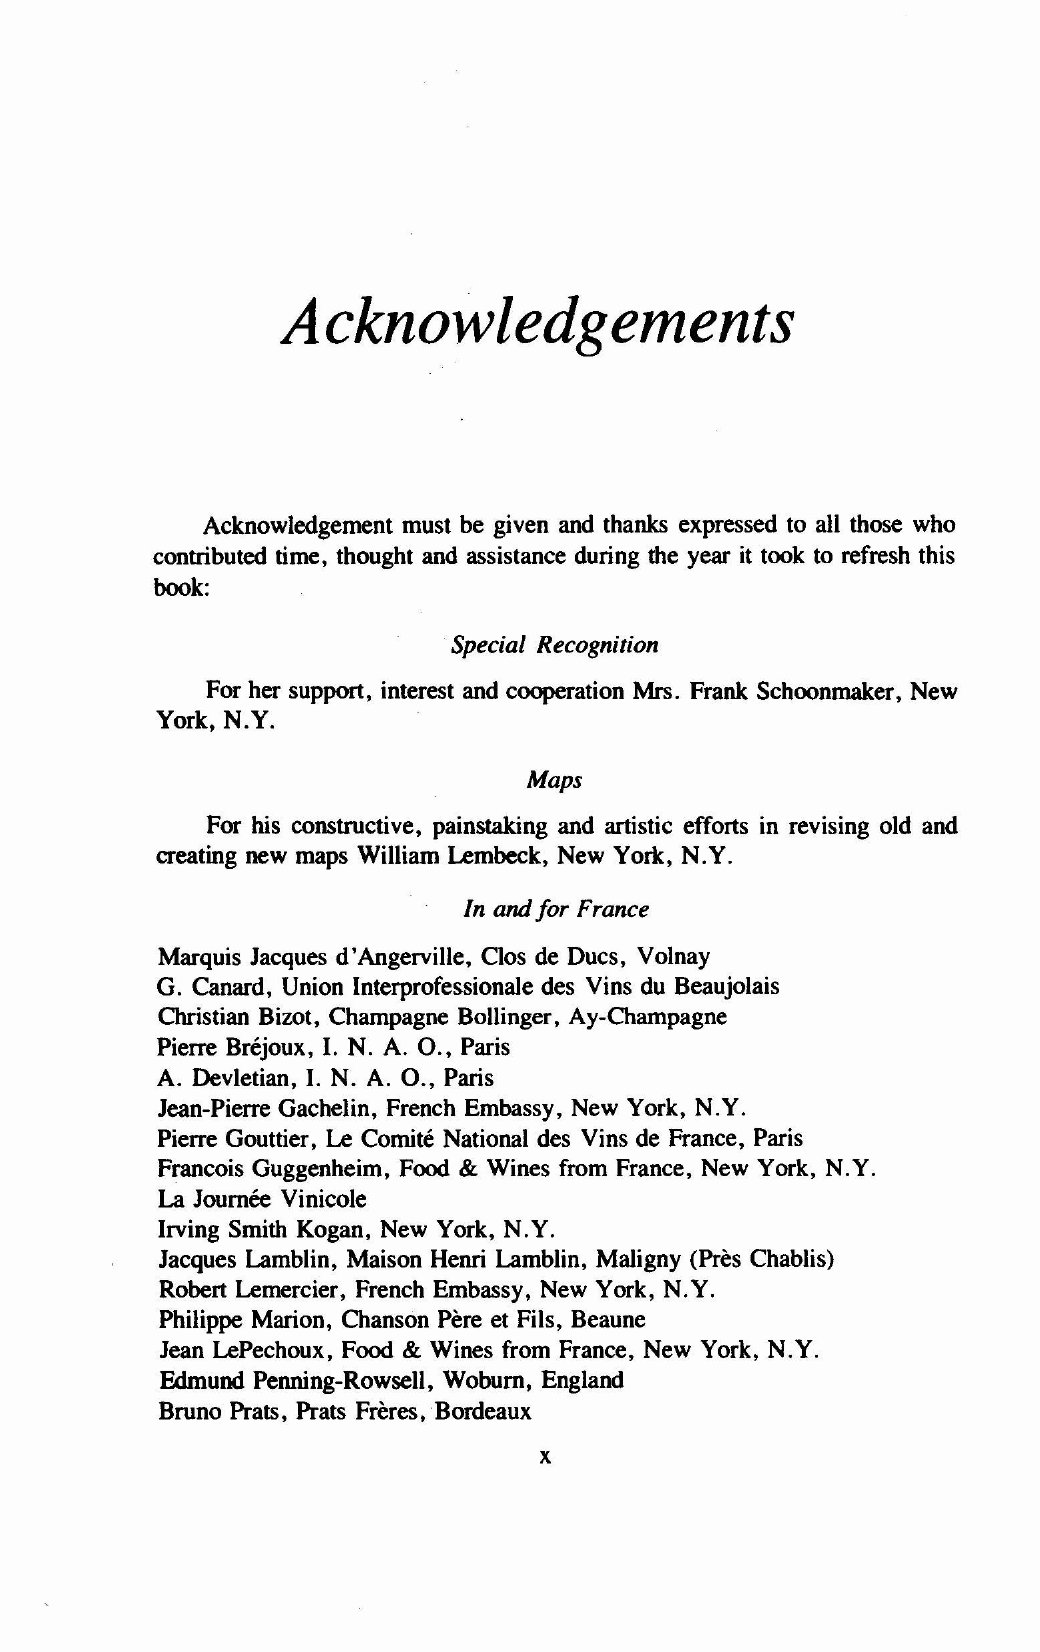 Acknowledgements
Acknowledgement must be given and thanks expressed to all those who
contributed time, thought and assistance during the year it took to refresh this
book:
Special Recognition
For her support, interest and cooperation Mrs. Frank Schoonmaker, New
York, N.Y.
Maps
For his constructive, painstaking and artistic efforts in revising old and
creating new maps William Lembeck, New York, N.Y.
In and for France
Marquis Jacques d'Angerville, Clos de Ducs, Volnay
G. Canard, Union Interprofessionale des Vins du Beaujolais
Christian Bizot, Champagne Bollinger, Ay-Champagne
Pierre Bréjoux, I. N. A. O., Paris
A. Devletian, I. N. A. O., Paris
Jean-Pierre Gachelin, French Embassy, New York, N.Y.
Pierre Gouttier, Le Comité National des Vins de France, Paris
Francois Guggenheim, Food & Wines from France, New York, N.Y.
La Journée Vinicole
Irving Smith Kogan, New York, N.Y.
Jacques Lamblin, Maison Henri Lamblin, Maligny (Près Chablis)
Robert Lemercier, French Embassy, New York, N.Y.
Philippe Marion, Chanson Père et Fils, Beaune
Jean LePechoux, Food & Wines from France, New York, N.Y.
Edmund Penning-Rowsell, Woburn, England
Bruno Prats, Prats Frères, Bordeaux
x